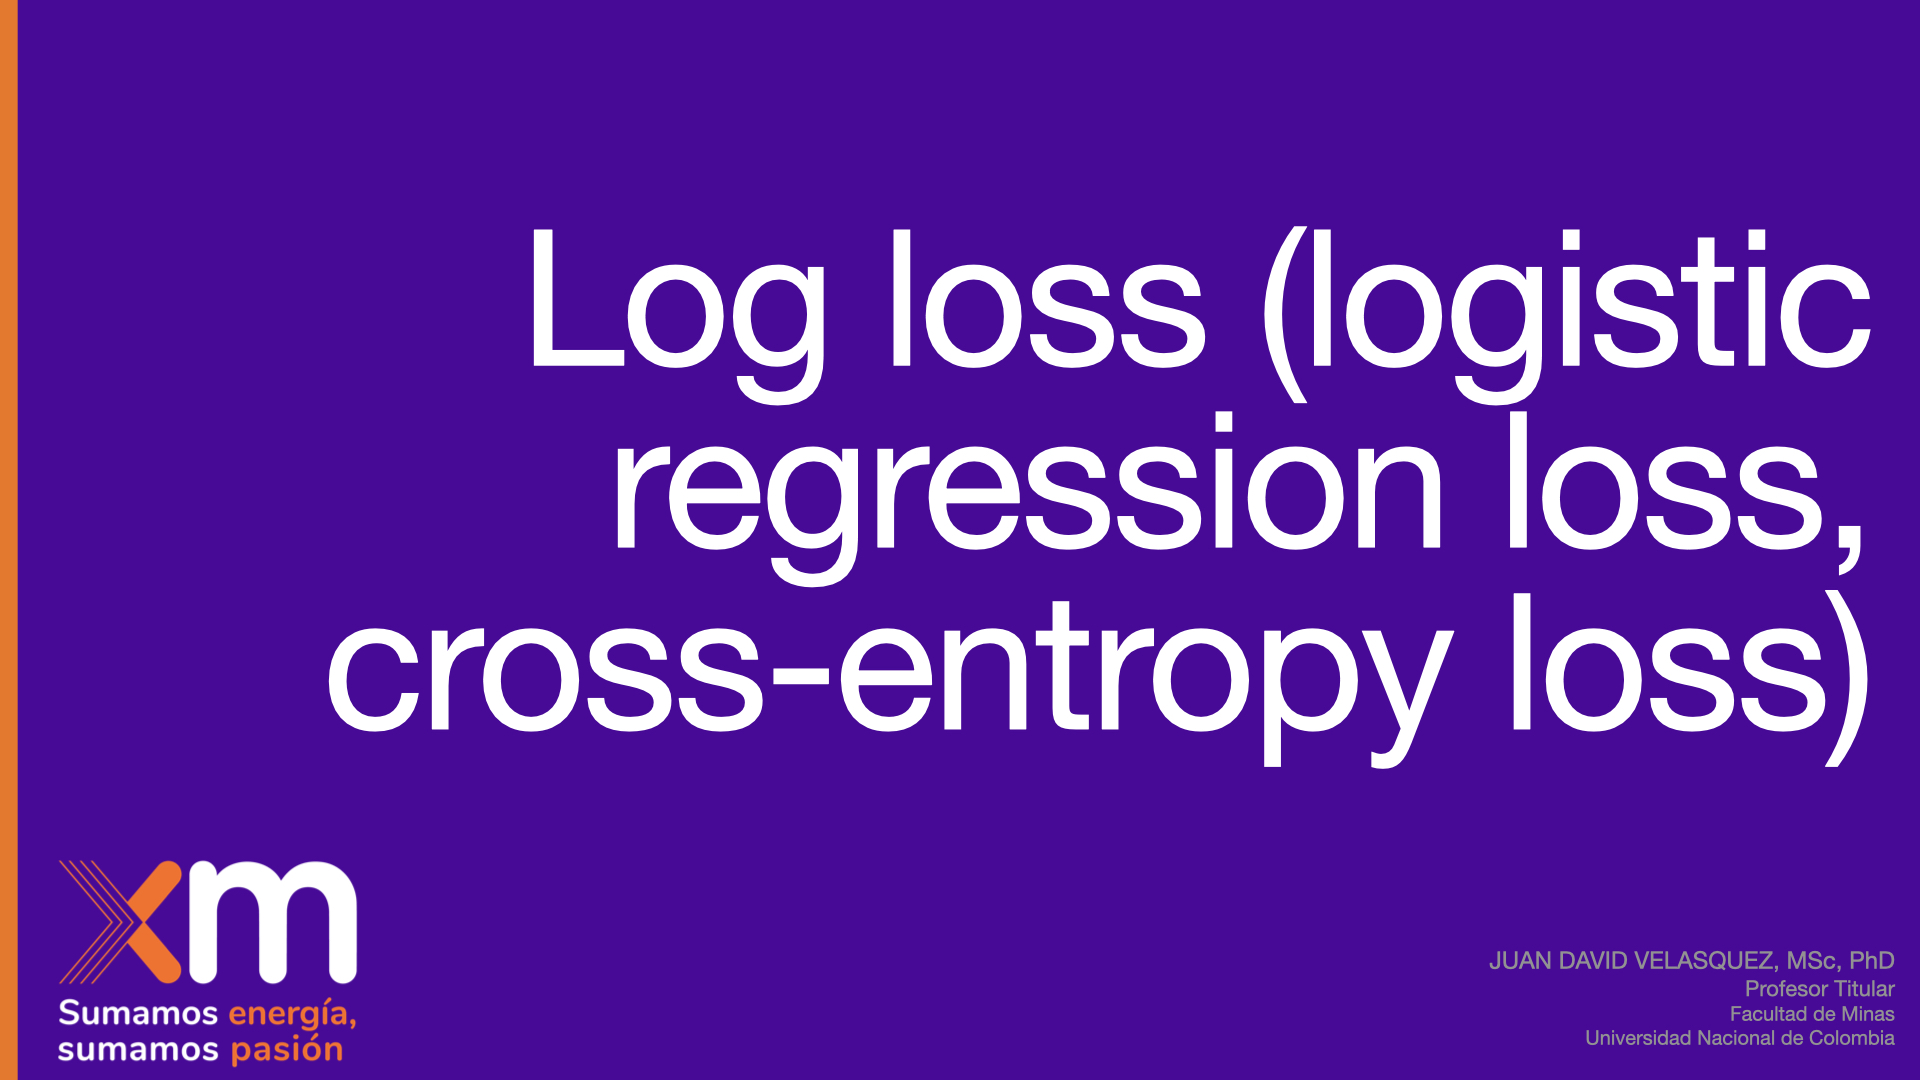 Log loss (logistic
regression loss,
cross-entropy loss)
xm
Sumamos energía,
sumamos pasión
JUAN DAVID VELASQUEZ, MSc, PhD
Profesor Titular
Facultad de Minas
Universidad Nacional de Colombia